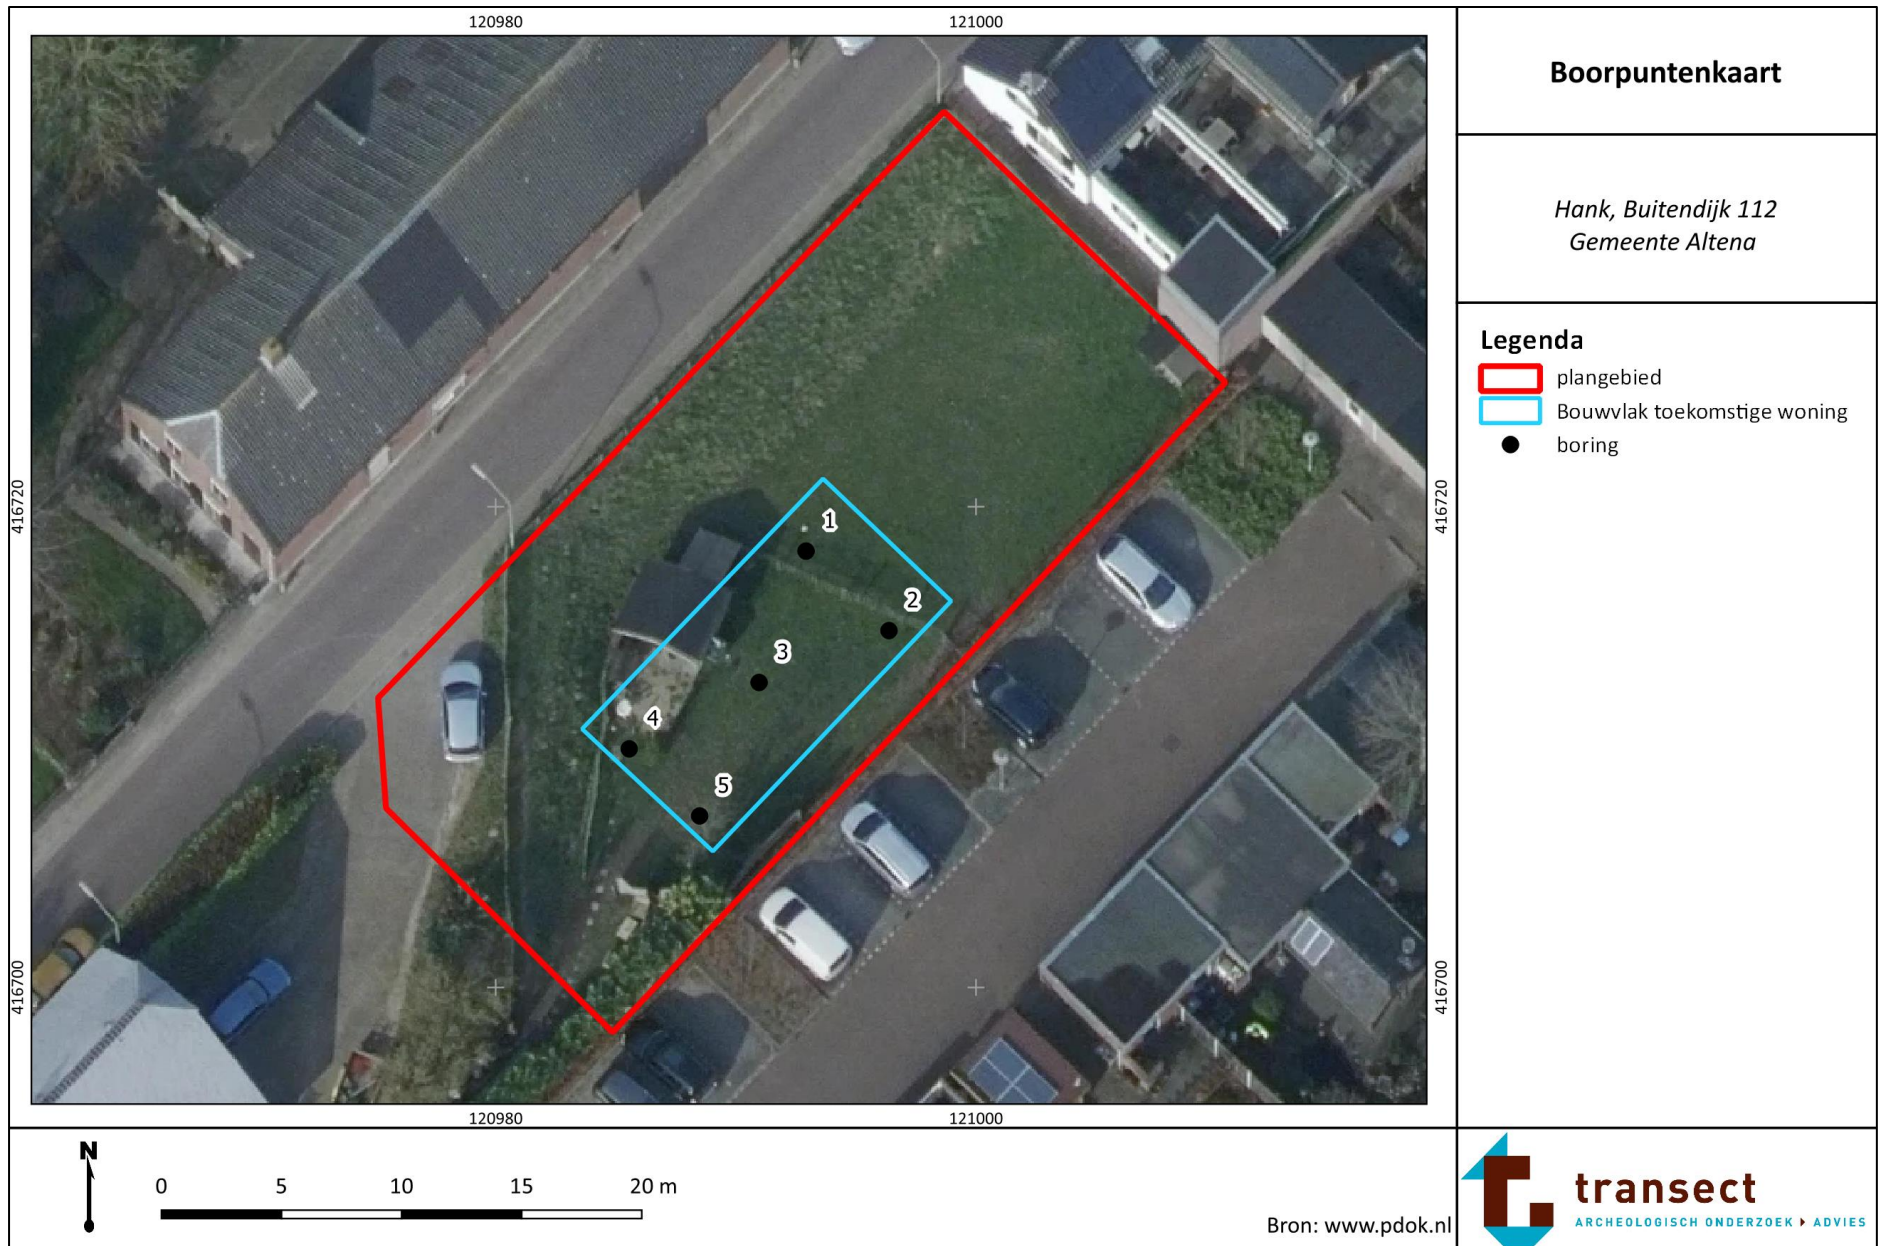 120980
121000
Boorpuntenkaart
Hank, Buitendijk 112
Gemeente Altena
Legenda
plangebied
Bouwvlak toekomstige woning
boring
416720
416720
1
2
3
4
5
416700
416700
120980
121000
N
0 5 10 15 20 m
Bron: www.pdok.nl
transect
ARCHEOLOGISCH ONDERZOEK ADVIES